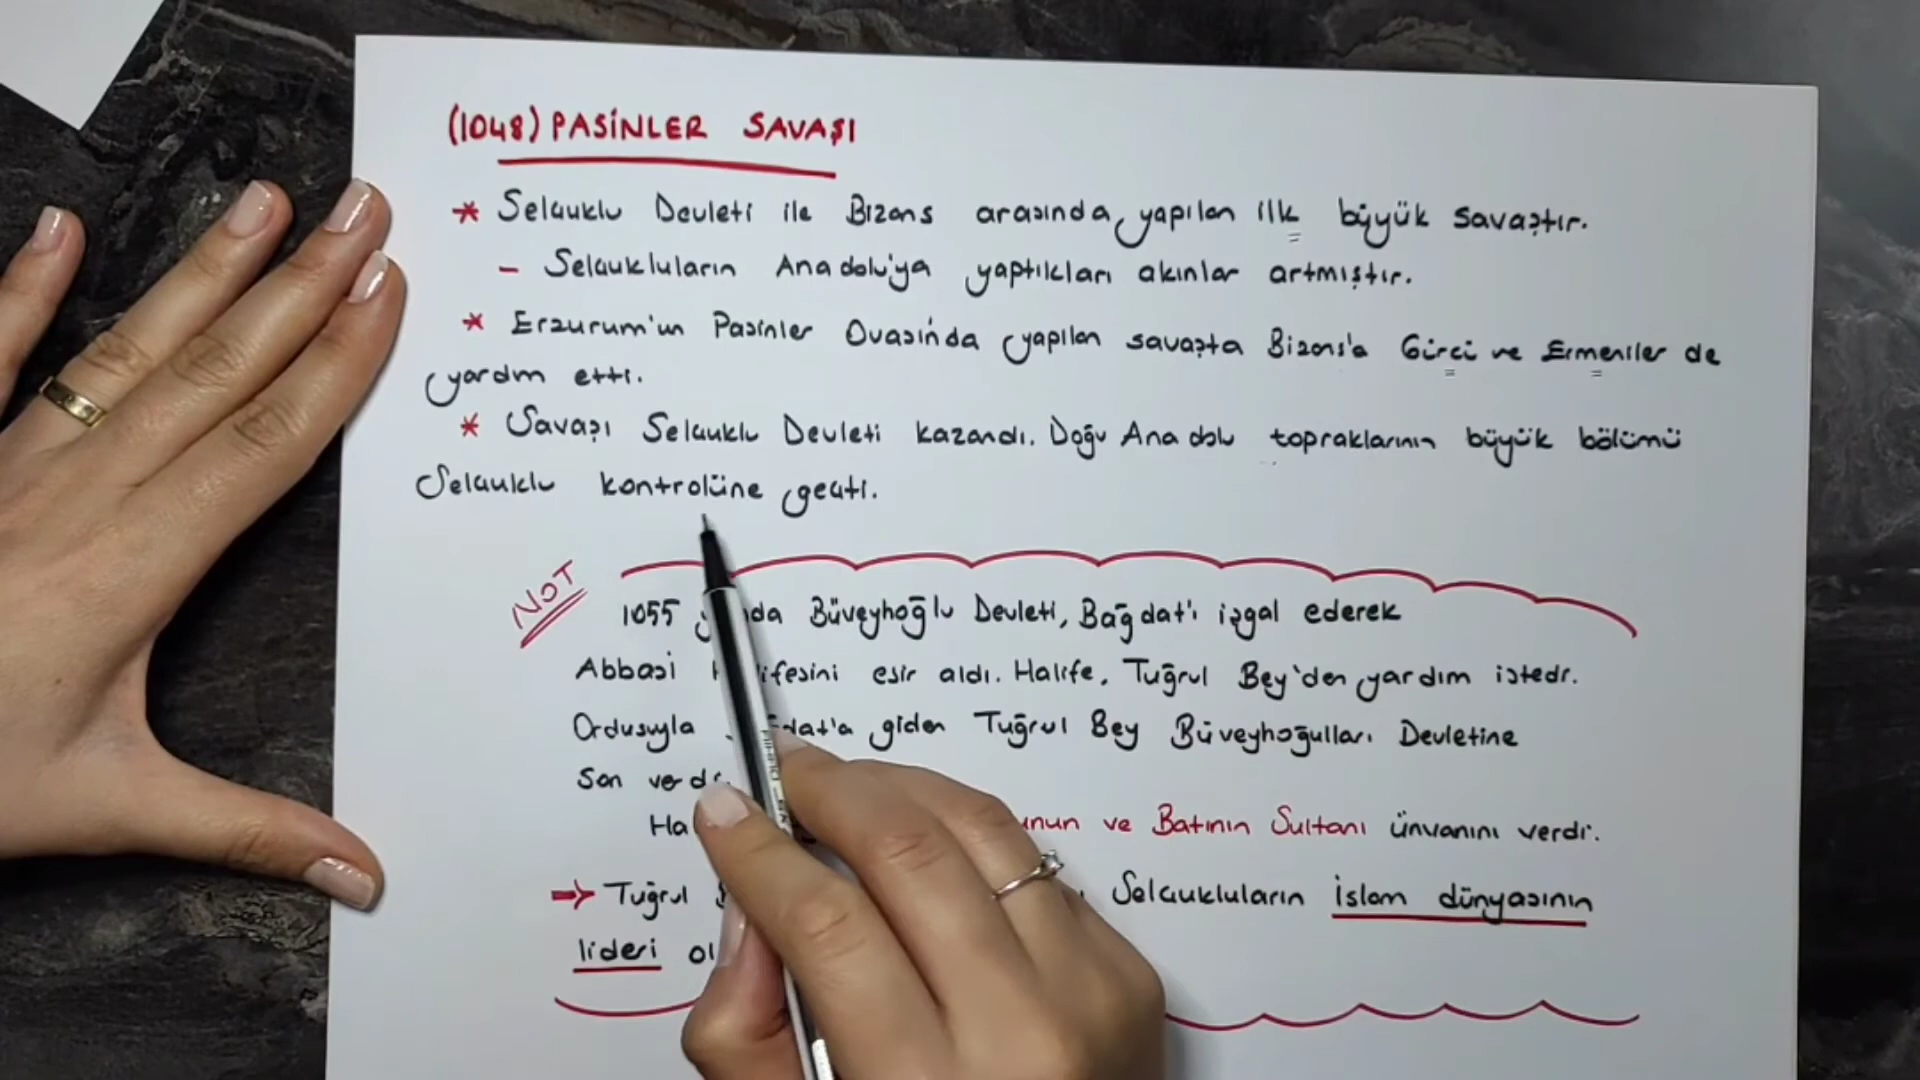 (1048) PASİNLER SAVAŞI
* Selçuklu Devleti ile Bizans arasında yapılan ilk büyük savaştır.
- Selçukluların Anadolu'ya yaptıkları akınlar artmıştır.
* Erzurum'un Pasinler Ovasında yapılan savaşta Bizans'a Gürcü ve Ermeniler de
yardım etti.
* Savaşı Selçuklu Devleti kazandı. Doğu Anadolu topraklarının büyük bölümü
Selçuklu kontrolüne geçti.
NOT
1055 Büveyhoğlu Devleti, Bağdat'ı işgal ederek
Abbasi esir aldı. Halife, Tuğrul Bey'den yardım istedi.
Ordusuyla giden Tuğrul Bey Büveyhoğulları Devletine
Son
ve Batının Sultanı ünvanını verdi.
→ Tuğrul Selçukluların İslam dünyasının
lideri